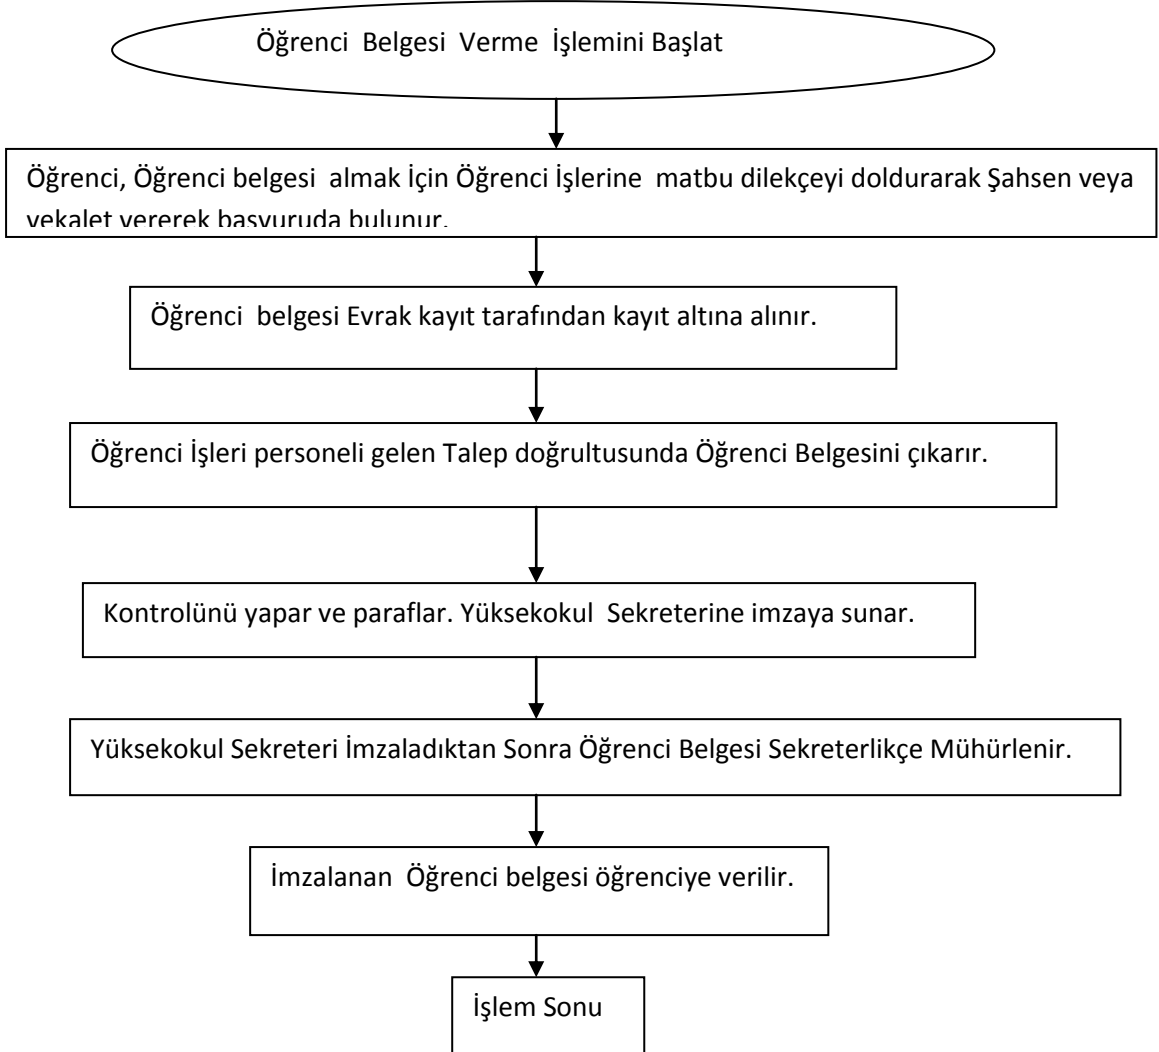 Öğrenci Belgesi Verme İşlemini Başlat
Öğrenci, Öğrenci belgesi almak İçin Öğrenci İşlerine matbu dilekçeyi doldurarak Şahsen veya
vekalet vererek başvuruda bulunur.
Öğrenci belgesi Evrak kayıt tarafından kayıt altına alınır.
Öğrenci İşleri personeli gelen Talep doğrultusunda Öğrenci Belgesini çıkarır.
Kontrolünü yapar ve paraflar. Yüksekokul Sekreterine imzaya sunar.
Yüksekokul Sekreteri İmzaladıktan Sonra Öğrenci Belgesi Sekreterlikçe Mühürlenir.
İmzalanan Öğrenci belgesi öğrenciye verilir.
İşlem Sonu